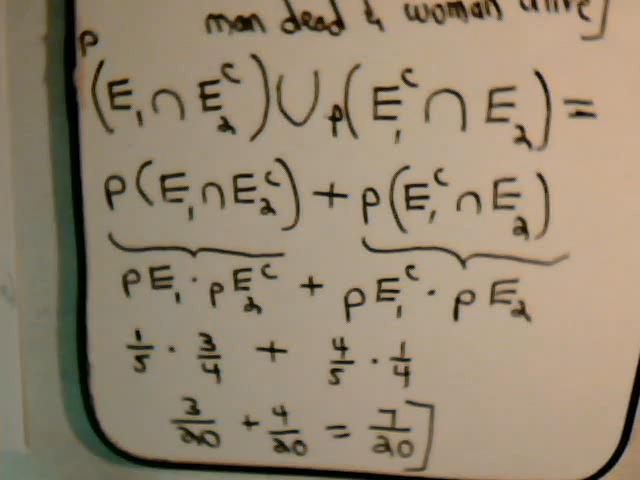 man dead & woman alive]
P(E₁ ∩ E₂ᶜ) ∪ P(E₁ᶜ ∩ E₂) =
P(E₁ ∩ E₂ᶜ) + P(E₁ᶜ ∩ E₂)
PE₁ · PE₂ᶜ + PE₁ᶜ · PE₂
1/5 · 3/4 + 4/5 · 1/4
3/20 + 4/20 = 7/20]